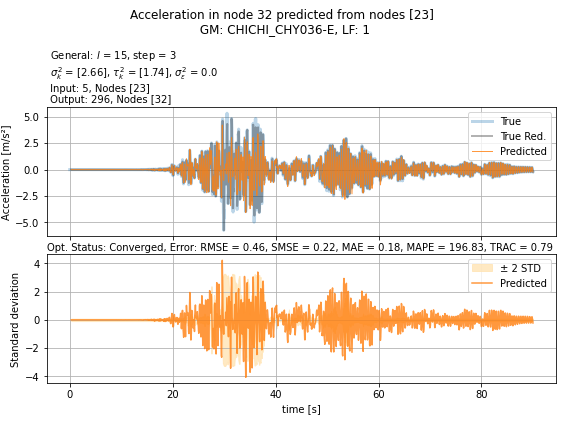 Acceleration in node 32 predicted from nodes [23]
GM: CHICHI_CHY036-E, LF: 1
General: l = 15, step = 3
σ²ₖ = [2.66], τ²ₖ = [1.74], σ²ε = 0.0
Input: 5, Nodes [23]
Output: 296, Nodes [32]
Acceleration [m/s²]
5.0
2.5
0.0
−2.5
−5.0
True
True Red.
Predicted
Opt. Status: Converged, Error: RMSE = 0.46, SMSE = 0.22, MAE = 0.18, MAPE = 196.83, TRAC = 0.79
Standard deviation
4
2
0
−2
−4
± 2 STD
Predicted
0
20
40
60
80
time [s]